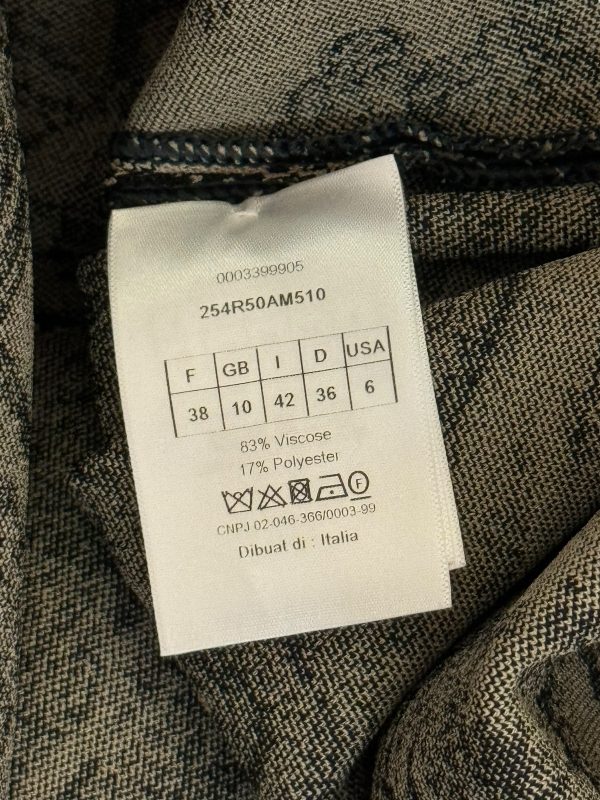 0003399905
254R50AM510
F GB I D USA
38 10 42 36 6
83% Viscose
17% Polyester
F
CNPJ 02-046-366/0003-99
Dibuat di : Italia